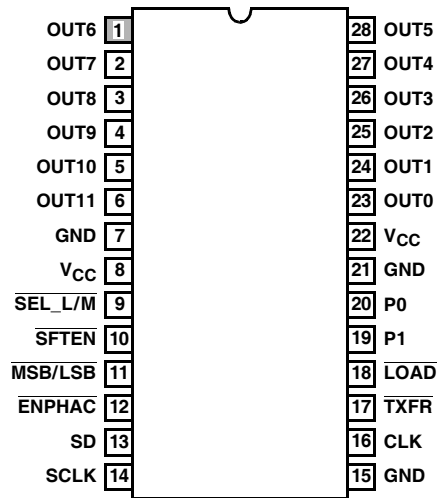 OUT6 1 28 OUT5
OUT7 2 27 OUT4
OUT8 3 26 OUT3
OUT9 4 25 OUT2
OUT10 5 24 OUT1
OUT11 6 23 OUT0
GND 7 22 VCC
VCC 8 21 GND
SEL_L/M 9 20 P0
SFTEN 10 19 P1
MSB/LSB 11 18 LOAD
ENPHAC 12 17 TXFR
SD 13 16 CLK
SCLK 14 15 GND